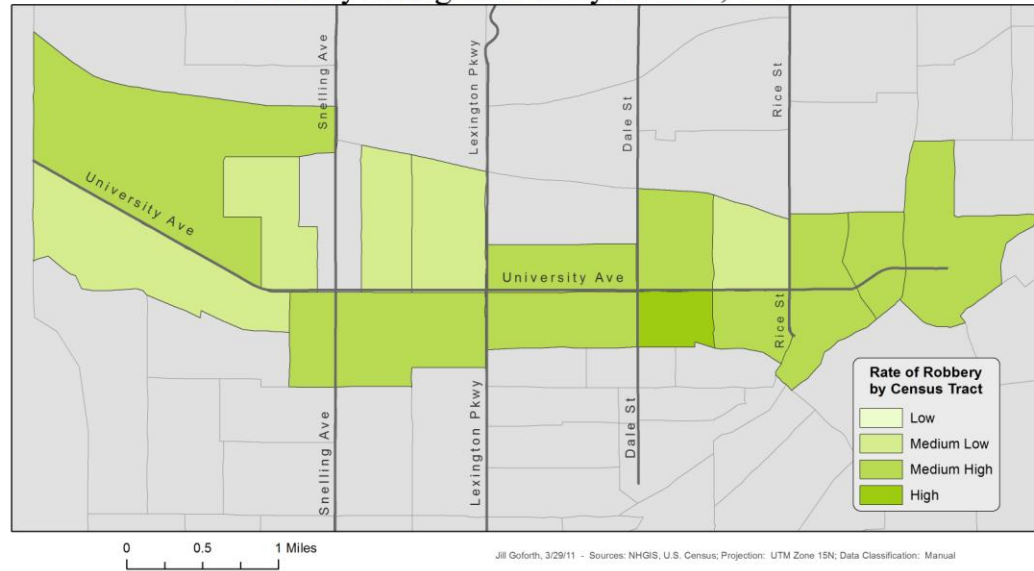 Snelling Ave
Lexington Pkwy
Dale St
Rice St
University Ave
University Ave
Rice St
Snelling Ave
Lexington Pkwy
Dale St
Rate of Robbery
by Census Tract
Low
Medium Low
Medium High
High
0 0.5 1 Miles
Jill Goforth, 3/29/11 - Sources: NHGIS, U.S. Census; Projection: UTM Zone 15N; Data Classification: Manual